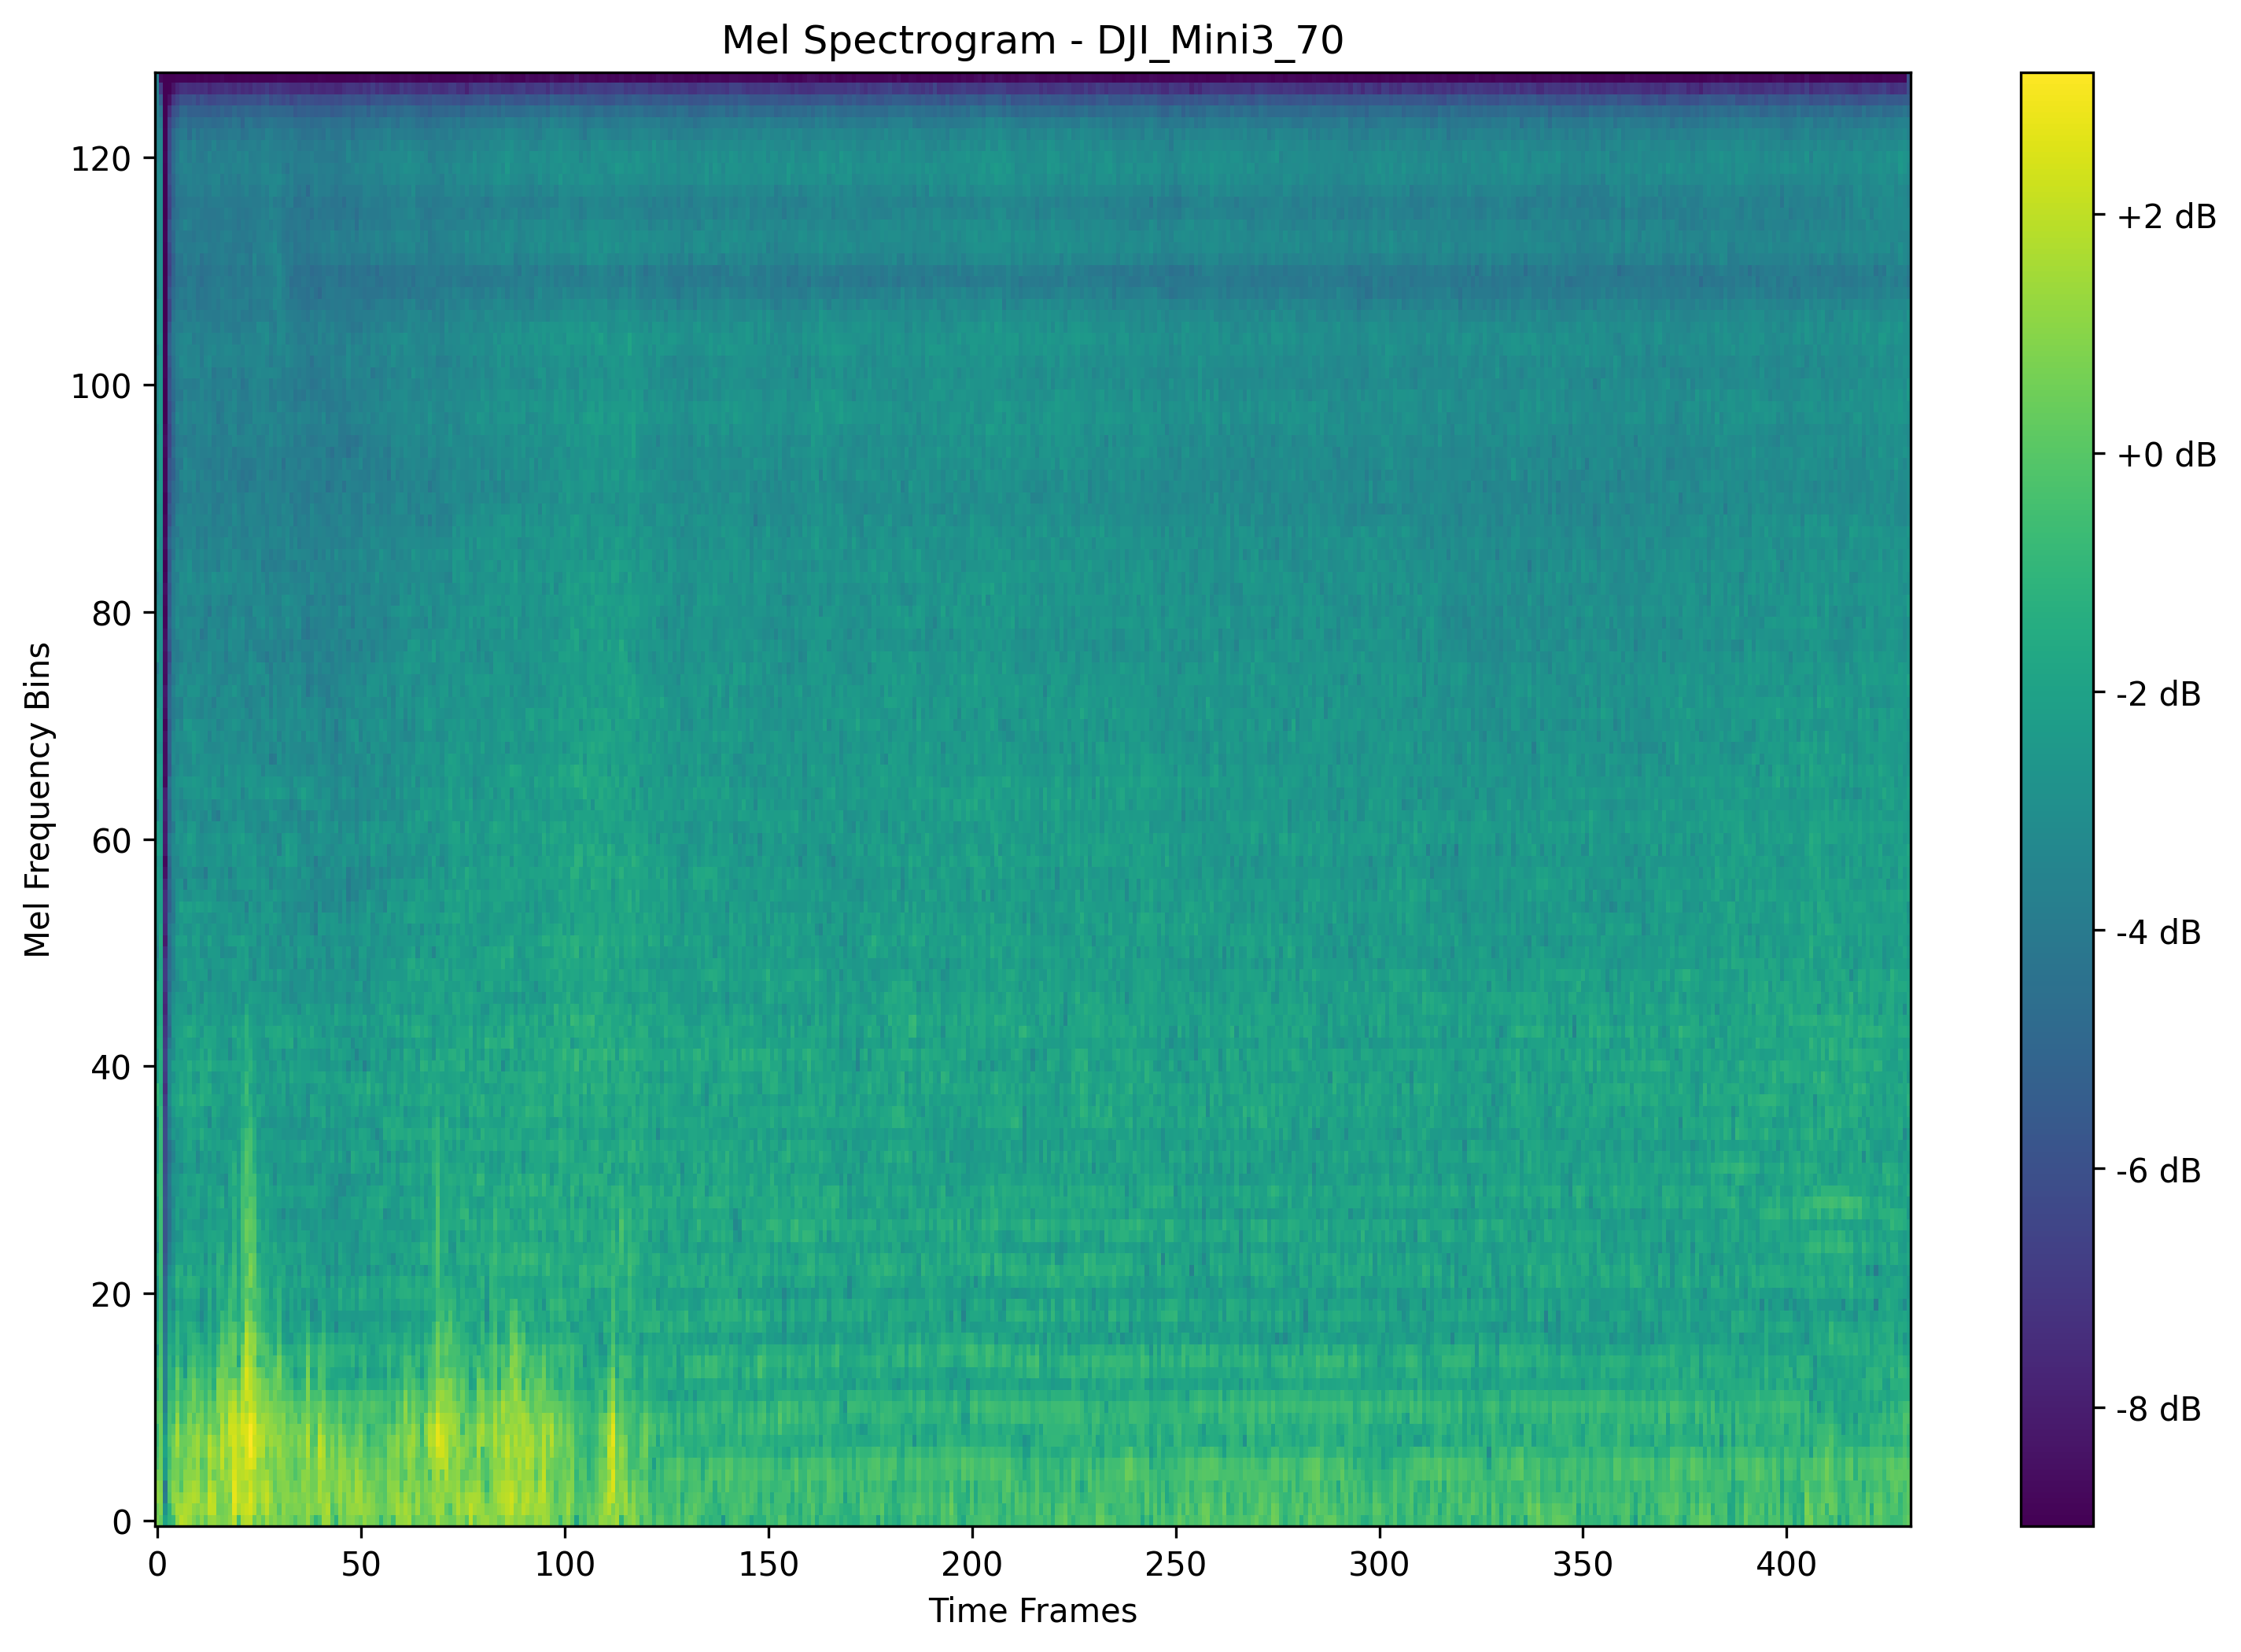 Mel Spectrogram - DJI_Mini3_70
Mel Frequency Bins
120
100
80
60
40
20
0
0 50 100 150 200 250 300 350 400
Time Frames
+2 dB
+0 dB
-2 dB
-4 dB
-6 dB
-8 dB